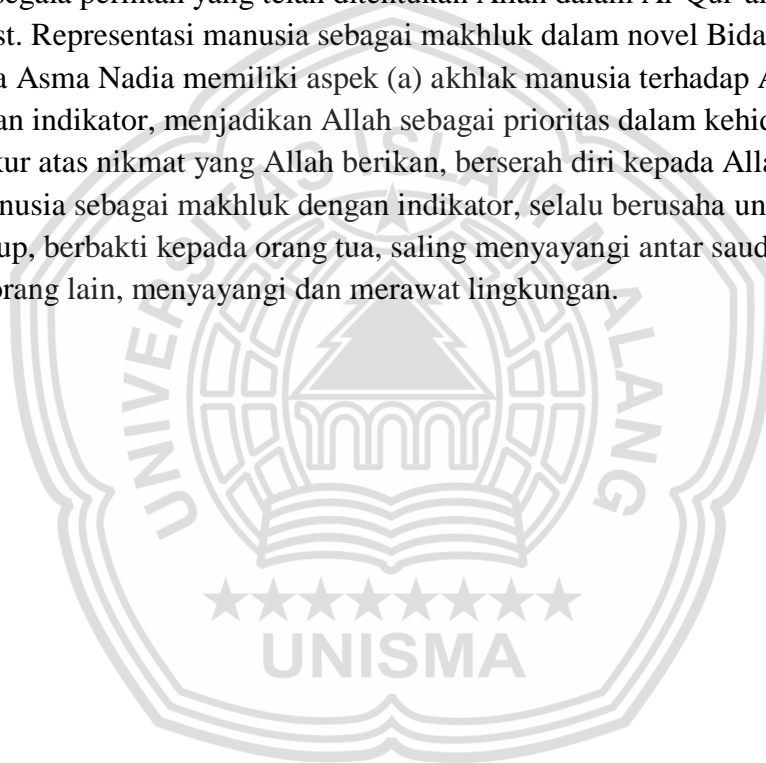 segala perintah yang telah ditentukan Allah dalam Al-Qur'an
st. Representasi manusia sebagai makhluk dalam novel Bida
a Asma Nadia memiliki aspek (a) akhlak manusia terhadap A
an indikator, menjadikan Allah sebagai prioritas dalam kehid
kur atas nikmat yang Allah berikan, berserah diri kepada Alla
nusia sebagai makhluk dengan indikator, selalu berusaha un
up, berbakti kepada orang tua, saling menyayangi antar saud
orang lain, menyayangi dan merawat lingkungan.
UNIVERSITAS ISLAM MALANG
UNISMA